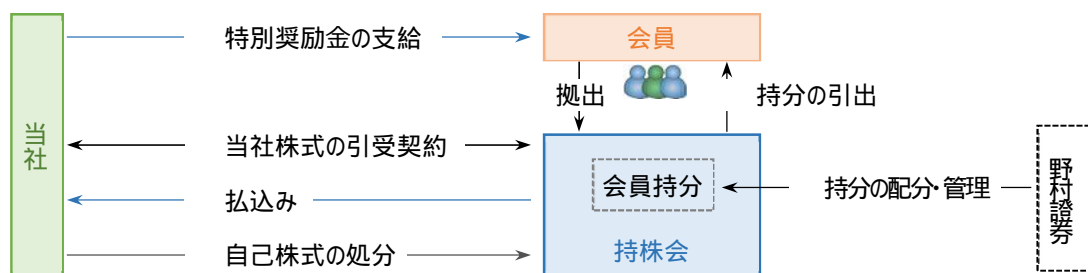 特別奨励金の支給
会員
拠出
持分の引出
当社
当社株式の引受契約
会員持分
持分の配分・管理
野村證券
払込み
自己株式の処分
持株会